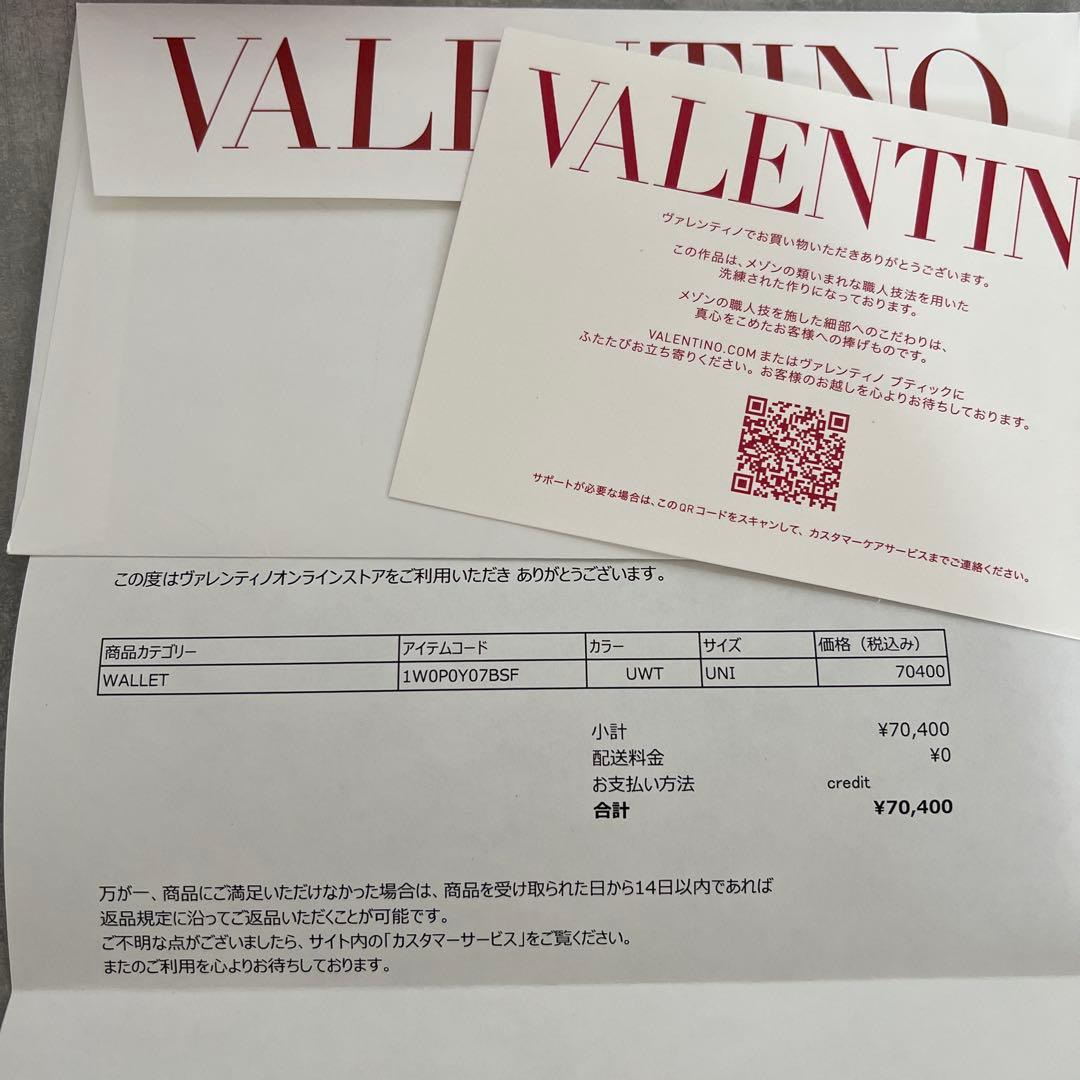 VALENTINO
VALENTIN
ヴァレンティノでお買い物いただきありがとうございます。
この作品は、メゾンの類いまれな職人技法を用いた
洗練された作りになっております。
メゾンの職人技を施した細部へのこだわりは、
真心をこめたお客様への捧げものです。
VALENTINO.COM またはヴァレンティノ ブティックに
ふたたびお立ち寄りください。お客様のお越しを心よりお待ちしております。
サポートが必要な場合は、このQRコードをスキャンして、カスタマーケアサービスまでご連絡ください。
この度はヴァレンティノオンラインストアをご利用いただき ありがとうございます。
商品カテゴリー アイテムコード カラー サイズ 価格（税込み）
WALLET 1W0P0Y07BSF UWT UNI 70400
小計 ¥70,400
配送料金 ¥0
お支払い方法 credit
合計 ¥70,400
万が一、商品にご満足いただけなかった場合は、商品を受け取られた日から14日以内であれば
返品規定に沿ってご返品いただくことが可能です。
ご不明な点がございましたら、サイト内の「カスタマーサービス」をご覧ください。
またのご利用を心よりお待ちしております。